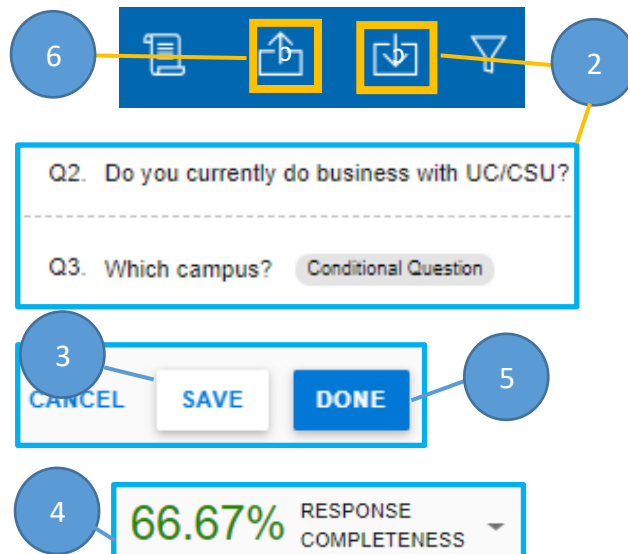 6
b
b
2
Q2. Do you currently do business with UC/CSU?
Q3. Which campus? Conditional Question
3
CANCEL SAVE DONE
5
4
66.67% RESPONSE
COMPLETENESS